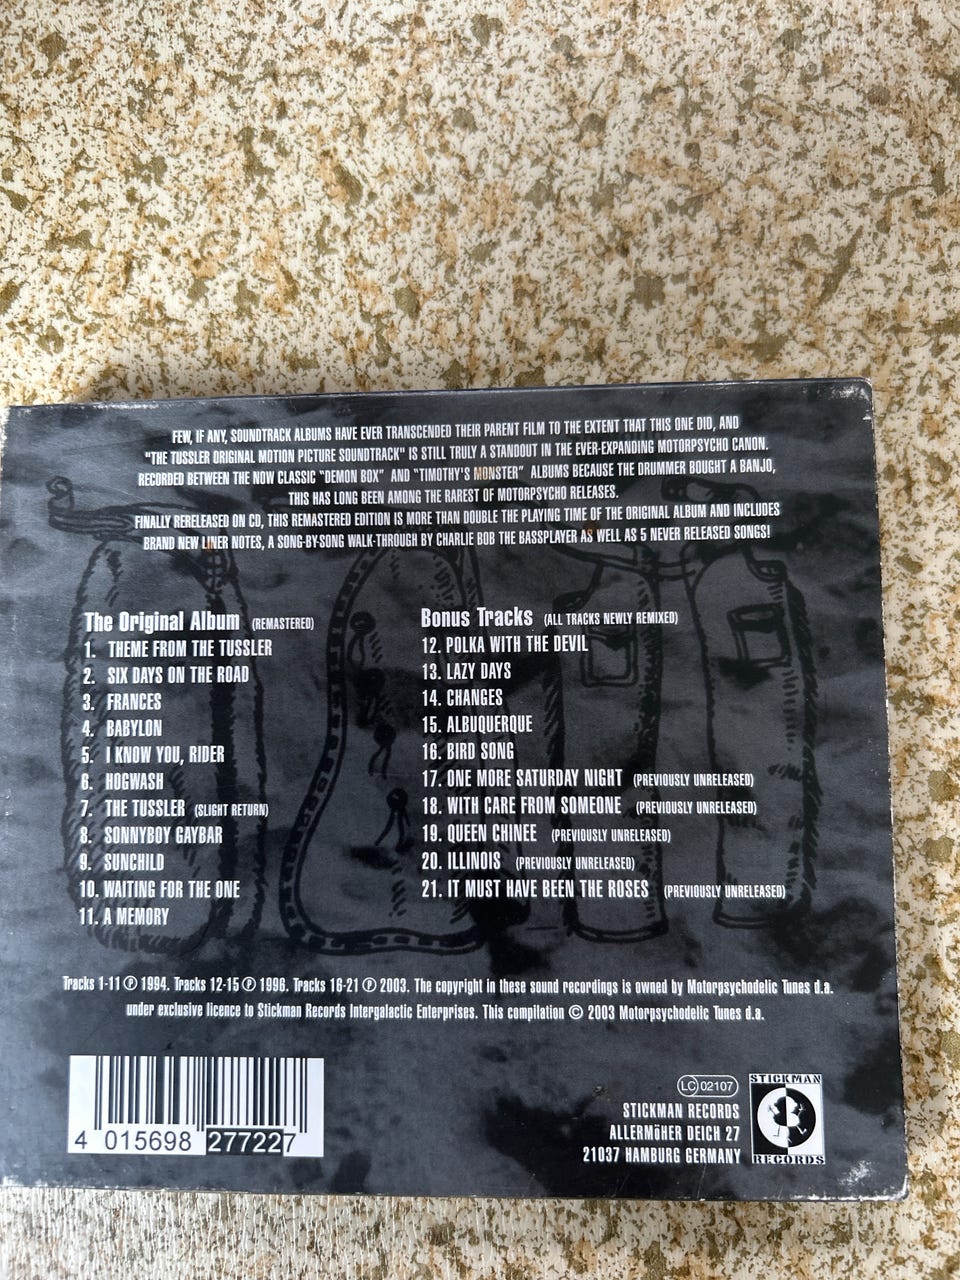 FEW, IF ANY, SOUNDTRACK ALBUMS HAVE EVER TRANSCENDED THEIR PARENT FILM TO THE EXTENT THAT THIS ONE DID, AND
"THE TUSSLER ORIGINAL MOTION PICTURE SOUNDTRACK" IS STILL TRULY A STANDOUT IN THE EVER-EXPANDING MOTORPSYCHO CANON.
RECORDED BETWEEN THE NOW CLASSIC "DEMON BOX" AND "TIMOTHY'S MONSTER" ALBUMS BECAUSE THE DRUMMER BOUGHT A BANJO,
THIS HAS LONG BEEN AMONG THE RAREST OF MOTORPSYCHO RELEASES.
FINALLY RERELEASED ON CD, THIS REMASTERED EDITION IS MORE THAN DOUBLE THE PLAYING TIME OF THE ORIGINAL ALBUM AND INCLUDES
BRAND NEW LINER NOTES, A SONG-BY-SONG WALK-THROUGH BY CHARLIE BOB THE BASSPLAYER AS WELL AS 5 NEVER RELEASED SONGS!
The Original Album (REMASTERED)
1. THEME FROM THE TUSSLER
2. SIX DAYS ON THE ROAD
3. FRANCES
4. BABYLON
5. I KNOW YOU, RIDER
6. HOGWASH
7. THE TUSSLER (SLIGHT RETURN)
8. SONNYBOY GAYBAR
9. SUNCHILD
10. WAITING FOR THE ONE
11. A MEMORY
Bonus Tracks (ALL TRACKS NEWLY REMIXED)
12. POLKA WITH THE DEVIL
13. LAZY DAYS
14. CHANGES
15. ALBUQUERQUE
16. BIRD SONG
17. ONE MORE SATURDAY NIGHT (PREVIOUSLY UNRELEASED)
18. WITH CARE FROM SOMEONE (PREVIOUSLY UNRELEASED)
19. QUEEN CHINEE (PREVIOUSLY UNRELEASED)
20. ILLINOIS (PREVIOUSLY UNRELEASED)
21. IT MUST HAVE BEEN THE ROSES (PREVIOUSLY UNRELEASED)
Tracks 1-11 ℗ 1994. Tracks 12-15 ℗ 1996. Tracks 16-21 ℗ 2003. The copyright in these sound recordings is owned by Motorpsychodelic Tunes d.a.
under exclusive licence to Stickman Records Intergalactic Enterprises. This compilation © 2003 Motorpsychodelic Tunes d.a.
4 015698 277227
LC 02107
STICKMAN RECORDS
ALLERMöHER DEICH 27
21037 HAMBURG GERMANY
STICKMAN
RECORDS